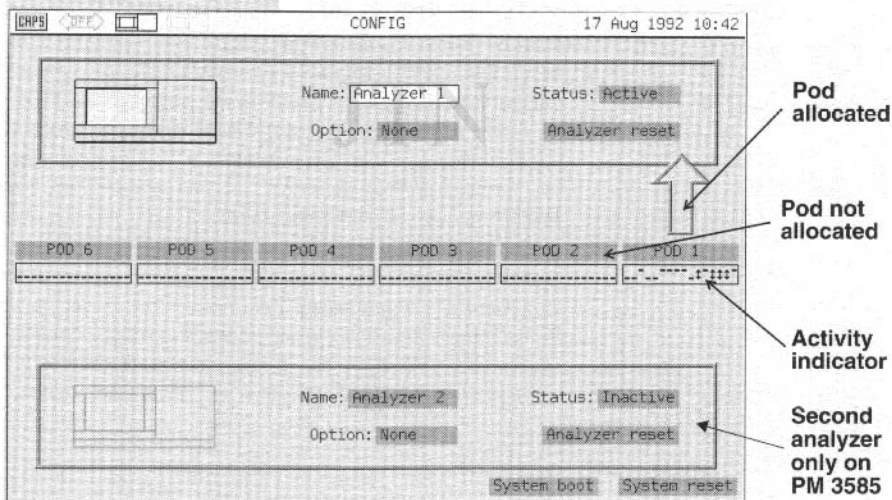 CAPS OFF CONFIG 17 Aug 1992 10:42
Name: Analyzer 1 Status: Active
Option: None Analyzer reset
Pod allocated
Pod not allocated
POD 6 POD 5 POD 4 POD 3 POD 2 POD 1
Activity indicator
Name: Analyzer 2 Status: Inactive
Option: None Analyzer reset
Second analyzer only on PM 3585
System boot System reset